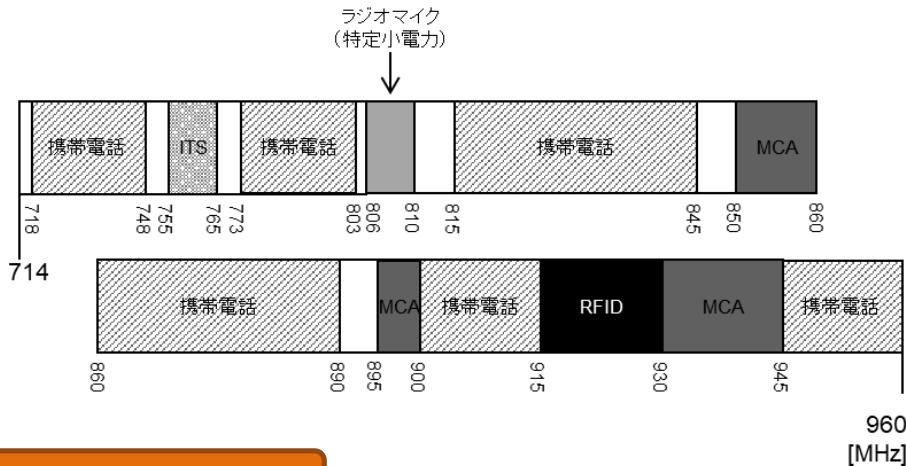 ラジオマイク
(特定小電力)
携帯電話 ITS 携帯電話 携帯電話 MCA
718 748 755 765 773 803 806 810 815 845 850 860
714
携帯電話 MCA 携帯電話 RFID MCA 携帯電話
860 890 895 900 915 930 945
960
[MHz]